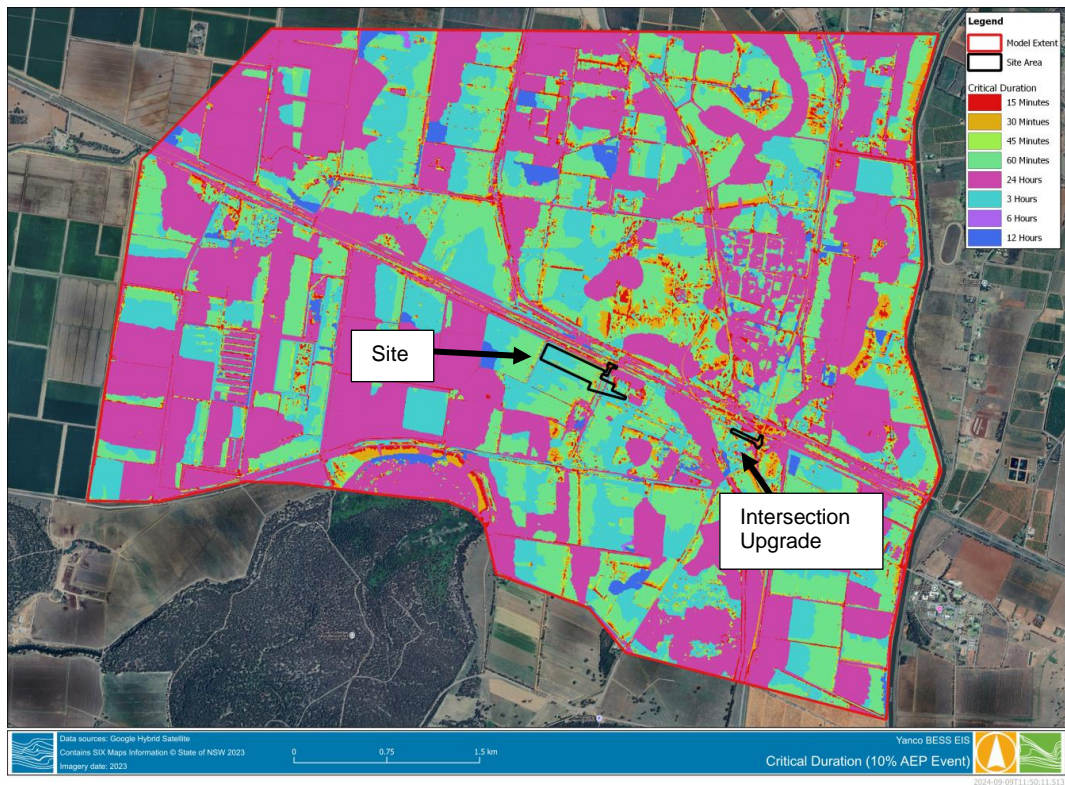 Legend
Model Extent
Site Area
Critical Duration
15 Minutes
30 Mintues
45 Minutes
60 Minutes
24 Hours
3 Hours
6 Hours
12 Hours
Site
Intersection
Upgrade
Data sources: Google Hybrid Satellite
Contains SIX Maps Information © State of NSW 2023
Imagery date: 2023
0 0.75 1.5 km
Yanco BESS EIS
Critical Duration (10% AEP Event)
2024-09-09T11:50:11.513